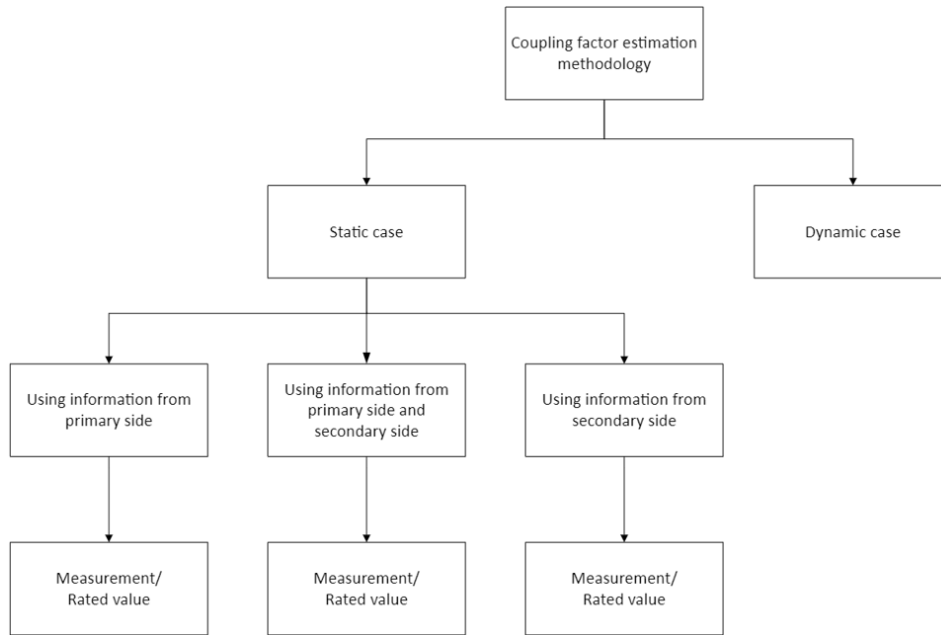 Coupling factor estimation
methodology
Static case
Dynamic case
Using information from
primary side
Using information from
primary side and
secondary side
Using information from
secondary side
Measurement/
Rated value
Measurement/
Rated value
Measurement/
Rated value